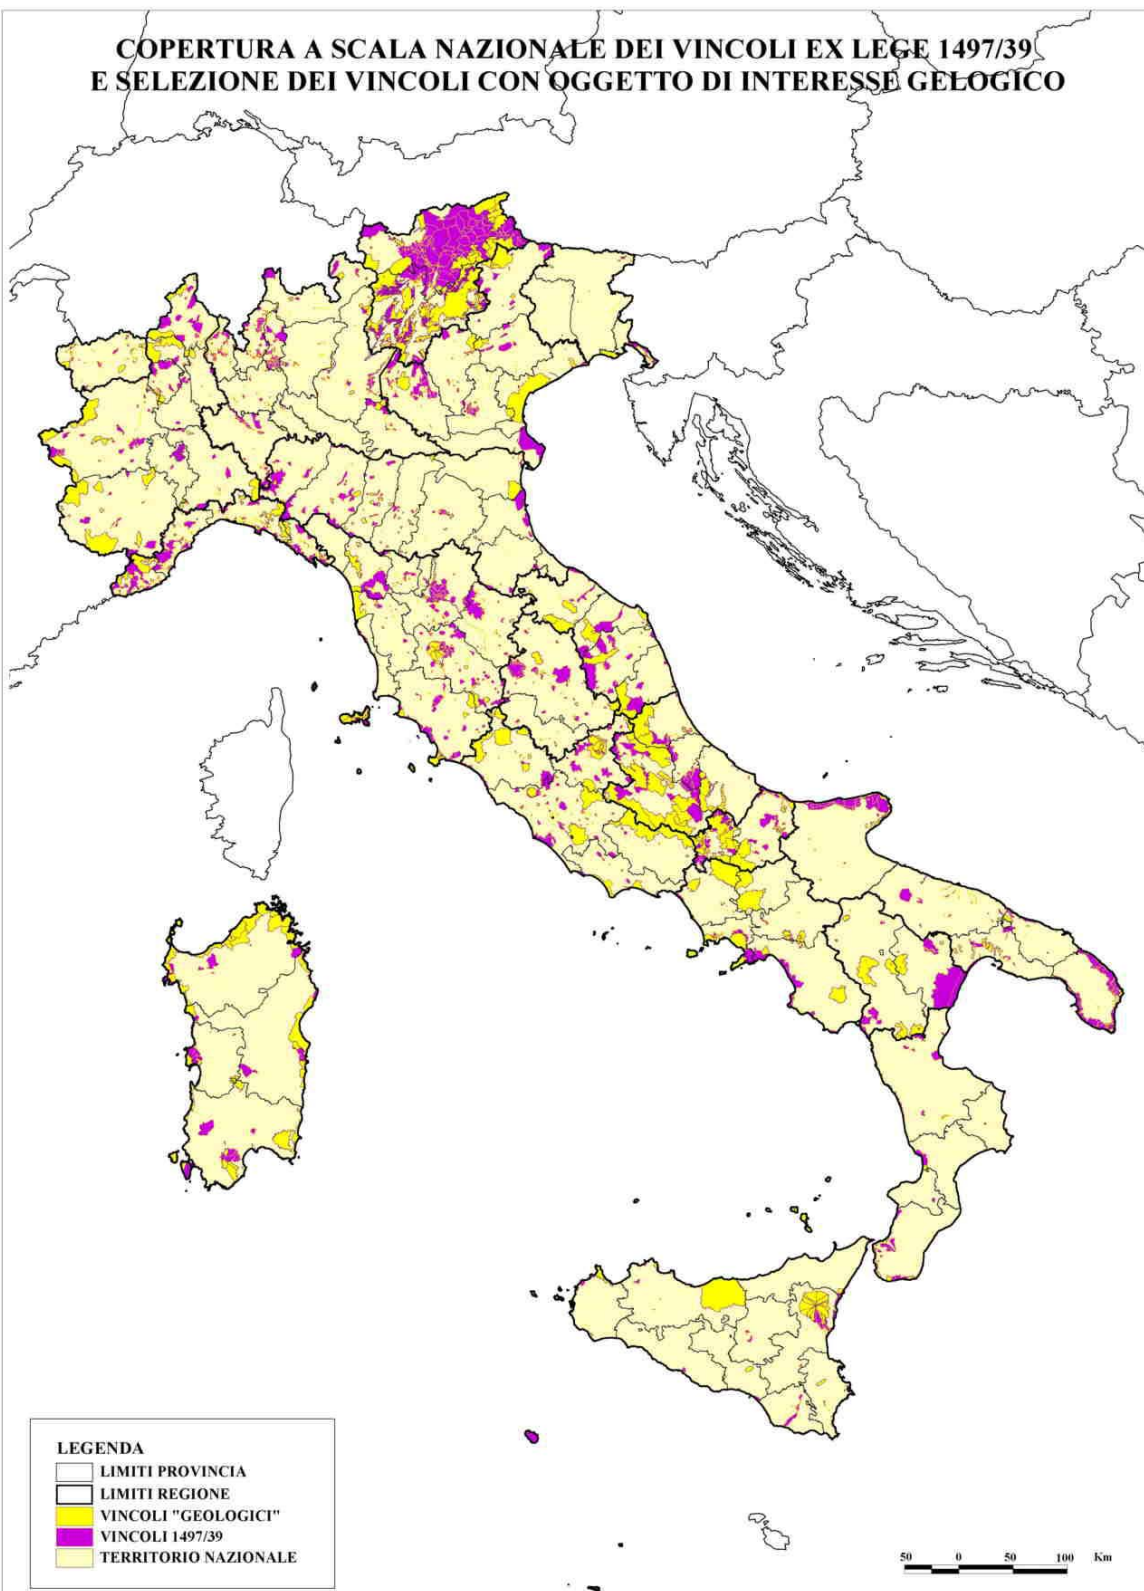 COPERTURA A SCALA NAZIONALE DEI VINCOLI EX LEGE 1497/39
E SELEZIONE DEI VINCOLI CON OGGETTO DI INTERESSE GELOGICO
LEGENDA
LIMITI PROVINCIA
LIMITI REGIONE
VINCOLI "GEOLOGICI"
VINCOLI 1497/39
TERRITORIO NAZIONALE
50 0 50 100 Km